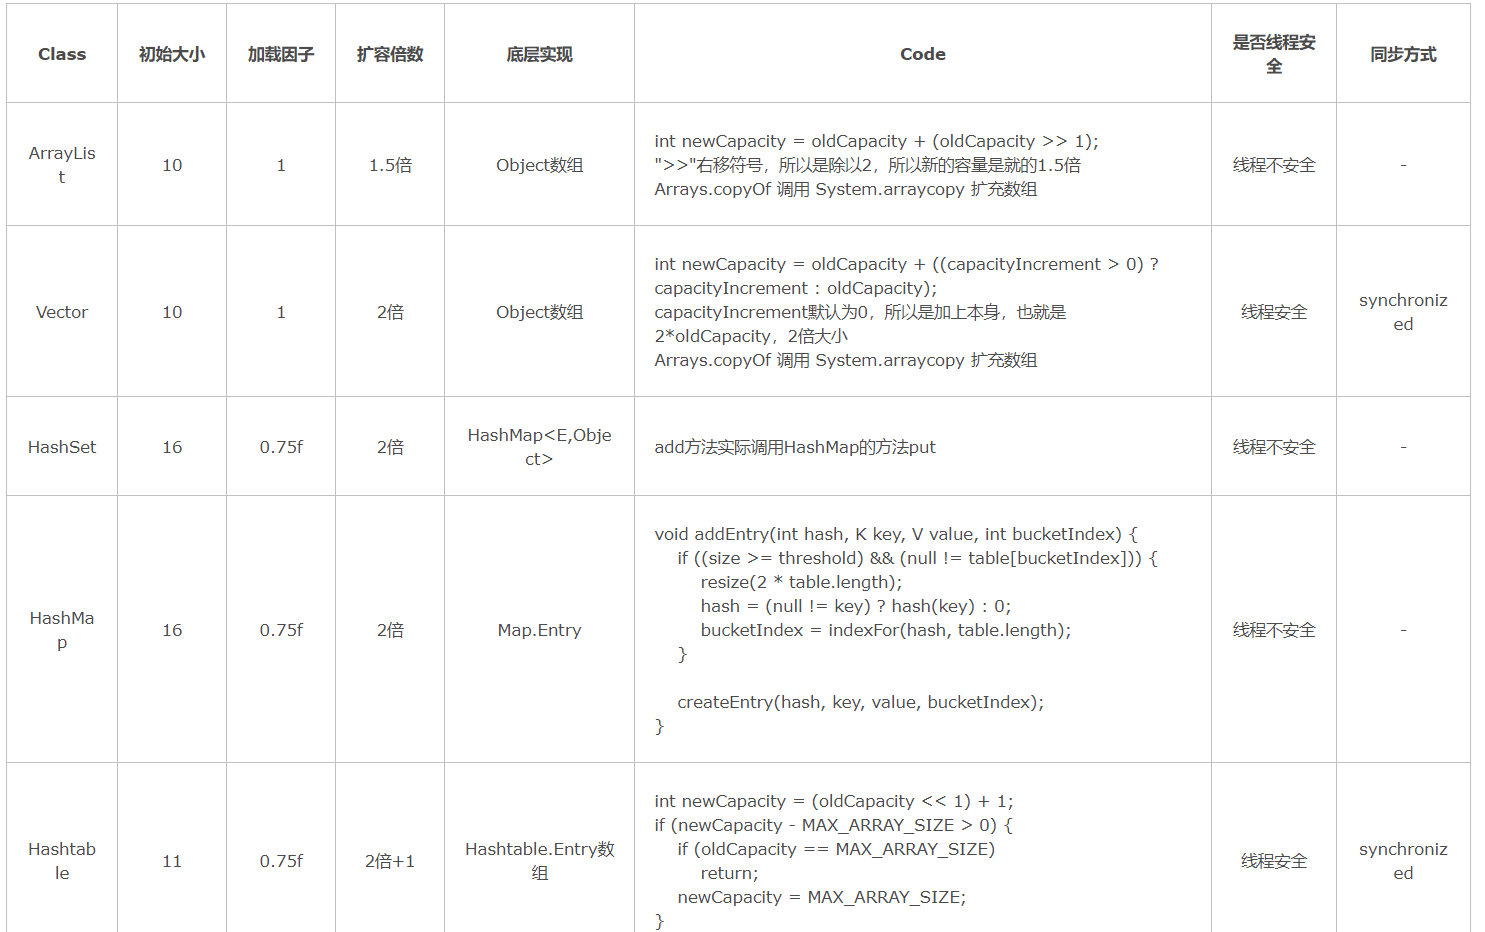 Class 初始大小 加载因子 扩容倍数 底层实现 Code 是否线程安
全 同步方式
ArrayLis
t
10
1
1.5倍
Object数组
int newCapacity = oldCapacity + (oldCapacity >> 1);
">>"右移符号，所以是除以2，所以新的容量是就的1.5倍
Arrays.copyOf 调用 System.arraycopy 扩充数组
线程不安全
-
Vector
10
1
2倍
Object数组
int newCapacity = oldCapacity + ((capacityIncrement > 0) ?
capacityIncrement : oldCapacity);
capacityIncrement默认为0，所以是加上本身，也就是
2*oldCapacity，2倍大小
Arrays.copyOf 调用 System.arraycopy 扩充数组
线程安全
synchroniz
ed
HashSet
16
0.75f
2倍
HashMap<E,Obje
ct>
add方法实际调用HashMap的方法put
线程不安全
-
HashMa
p
16
0.75f
2倍
Map.Entry
void addEntry(int hash, K key, V value, int bucketIndex) {
if ((size >= threshold) && (null != table[bucketIndex])) {
resize(2 * table.length);
hash = (null != key) ? hash(key) : 0;
bucketIndex = indexFor(hash, table.length);
}
createEntry(hash, key, value, bucketIndex);
}
线程不安全
-
Hashtab
le
11
0.75f
2倍+1
Hashtable.Entry数
组
int newCapacity = (oldCapacity << 1) + 1;
if (newCapacity - MAX_ARRAY_SIZE > 0) {
if (oldCapacity == MAX_ARRAY_SIZE)
return;
newCapacity = MAX_ARRAY_SIZE;
}
线程安全
synchroniz
ed